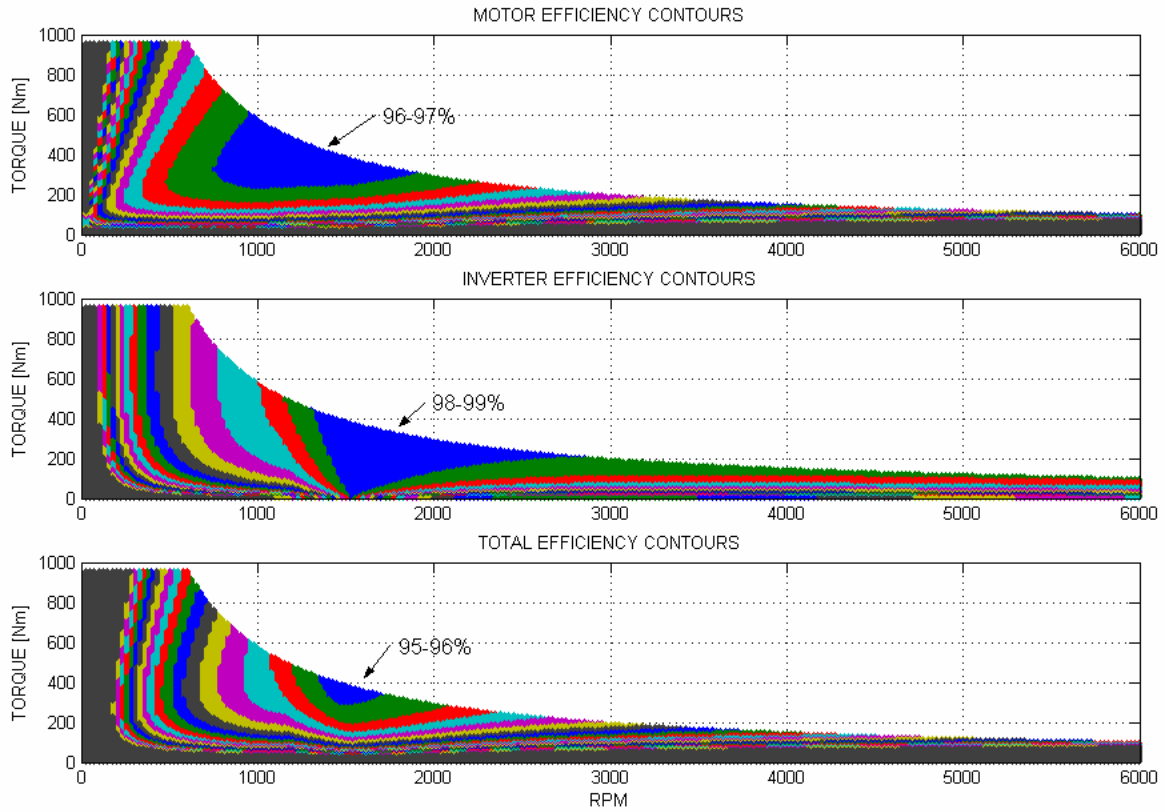 MOTOR EFFICIENCY CONTOURS
1000
800
600
400
200
0
TORQUE [Nm]
96-97%
0 1000 2000 3000 4000 5000 6000
INVERTER EFFICIENCY CONTOURS
1000
800
600
400
200
0
TORQUE [Nm]
98-99%
0 1000 2000 3000 4000 5000 6000
TOTAL EFFICIENCY CONTOURS
1000
800
600
400
200
0
TORQUE [Nm]
95-96%
0 1000 2000 3000 4000 5000 6000
RPM